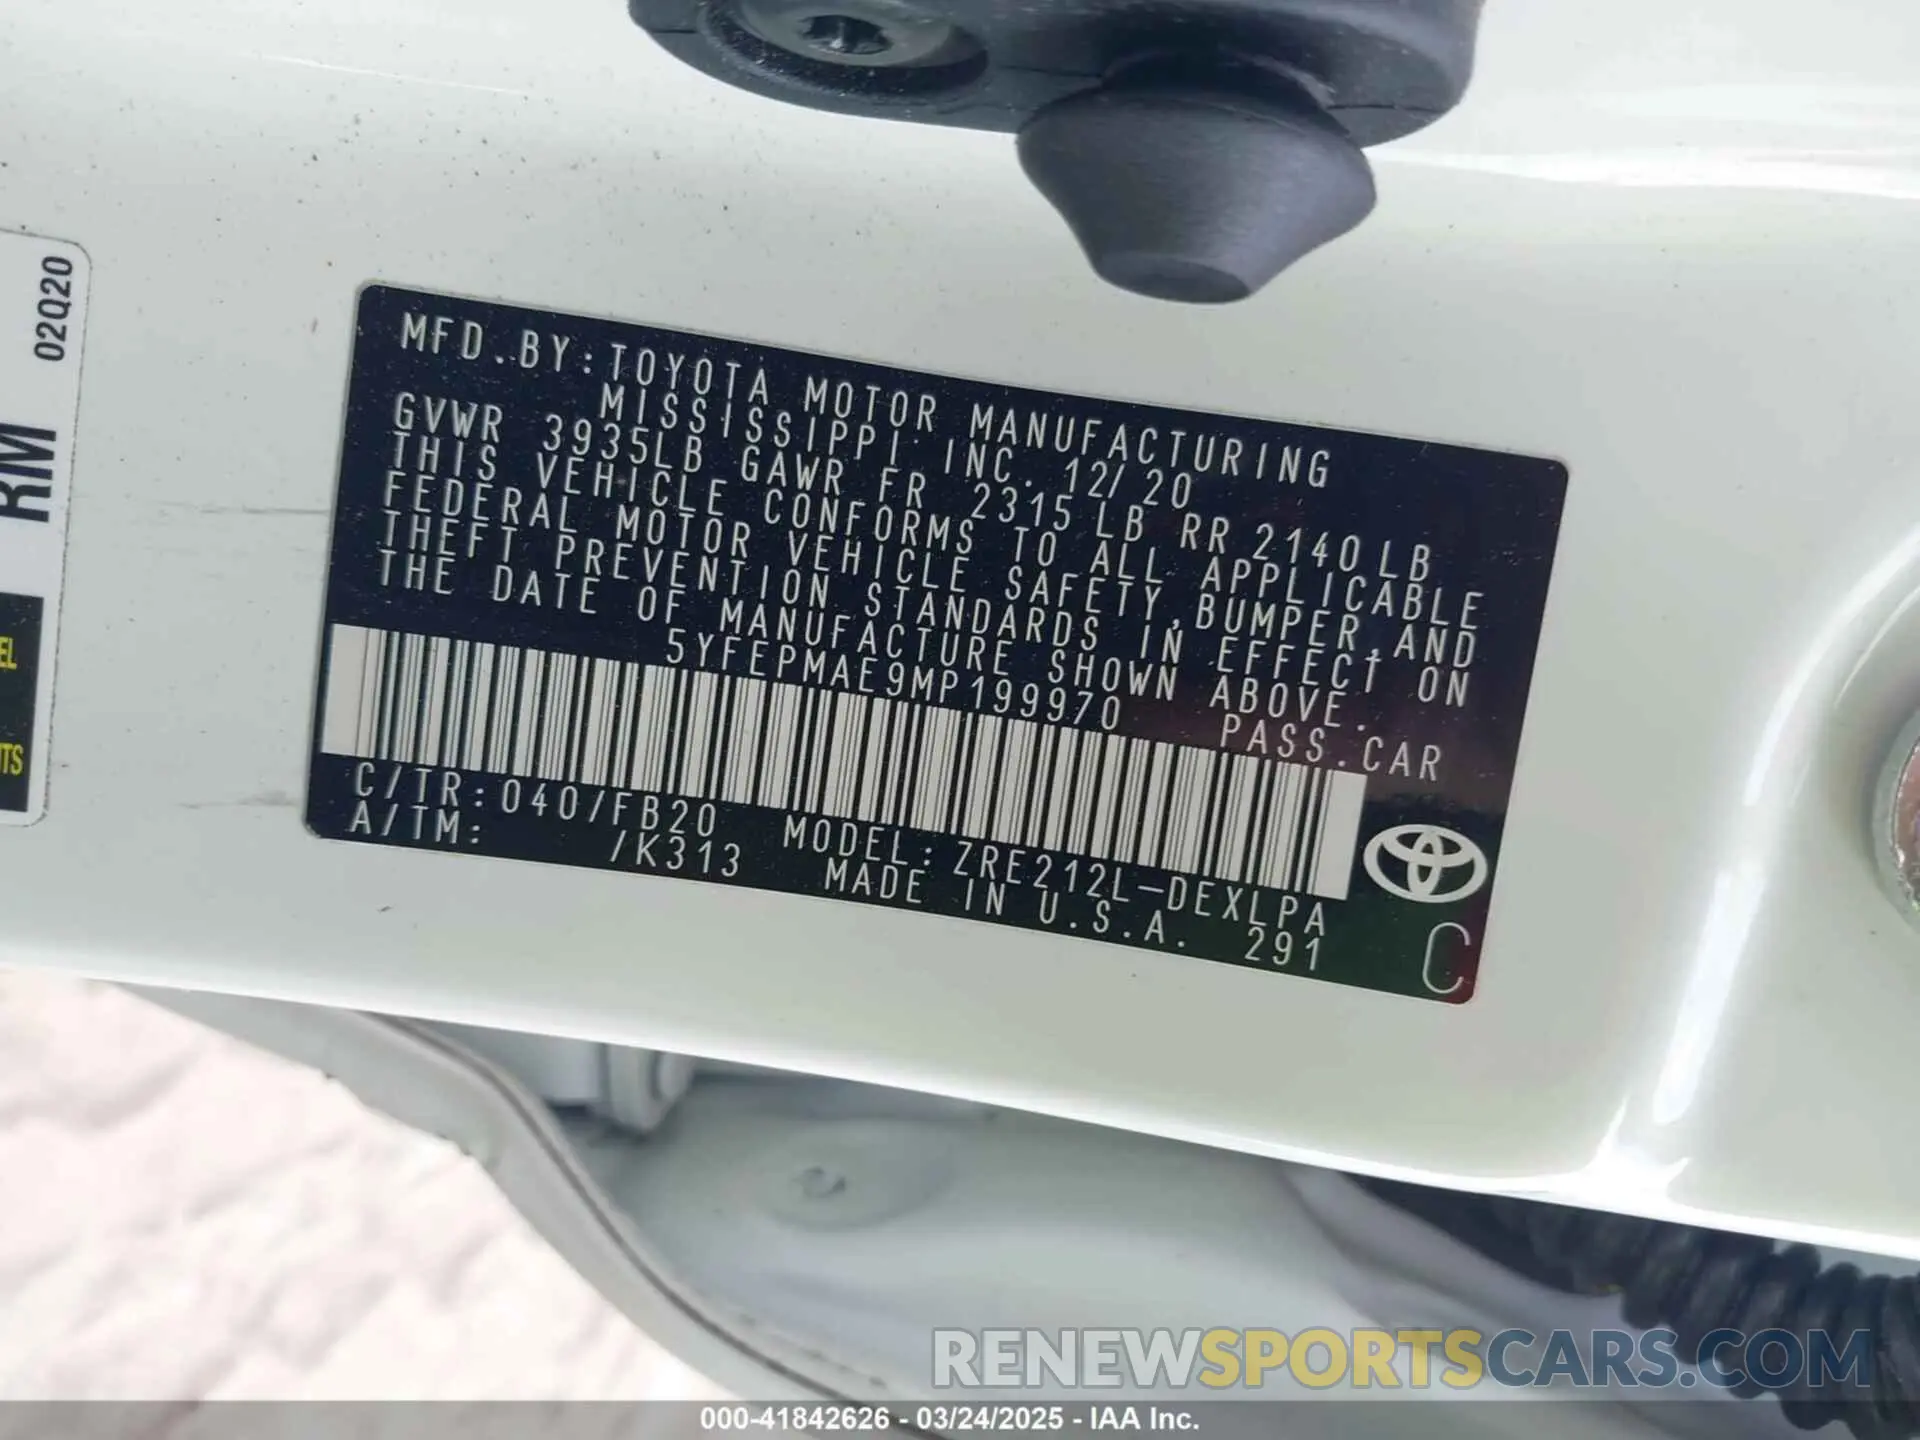 02Q20
RM
EL
MFD.BY:TOYOTA MOTOR MANUFACTURING
MISSISSIPPI INC. 12/20
GVWR 3935LB GAWR FR 2315LB RR 2140LB
THIS VEHICLE CONFORMS TO ALL APPLICABLE
FEDERAL MOTOR VEHICLE SAFETY,BUMPER,AND
THEFT PREVENTION STANDARDS IN EFFECT ON
THE DATE OF MANUFACTURE SHOWN ABOVE.
5YFEPMAE9MP199970 PASS.CAR
C/TR:040/FB20 MODEL:ZRE212L-DEXLPA
A/TM: /K313 MADE IN U.S.A. 291
C
RENEWSPORTSCARS.COM
000-41842626 - 03/24/2025 - IAA Inc.